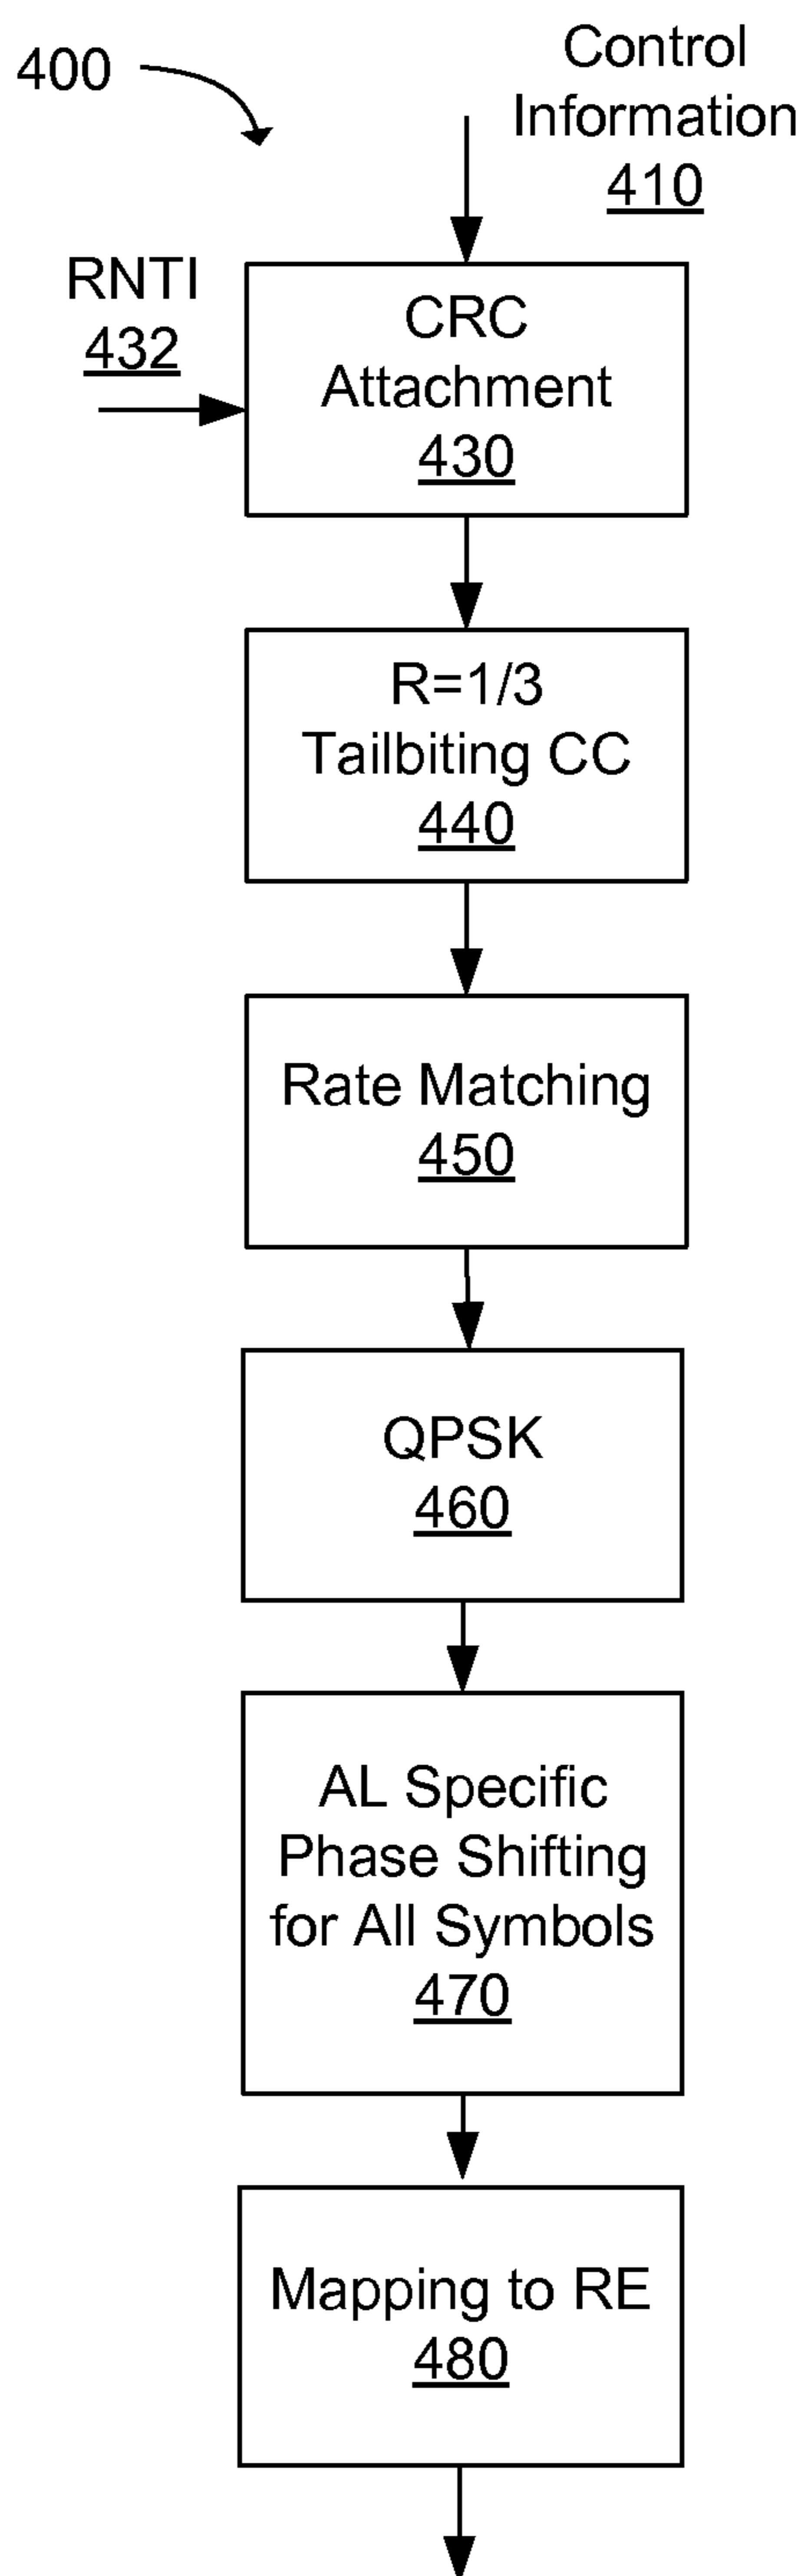 400
Control
Information
410
RNTI
432
CRC
Attachment
430
R=1/3
Tailbiting CC
440
Rate Matching
450
QPSK
460
AL Specific
Phase Shifting
for All Symbols
470
Mapping to RE
480